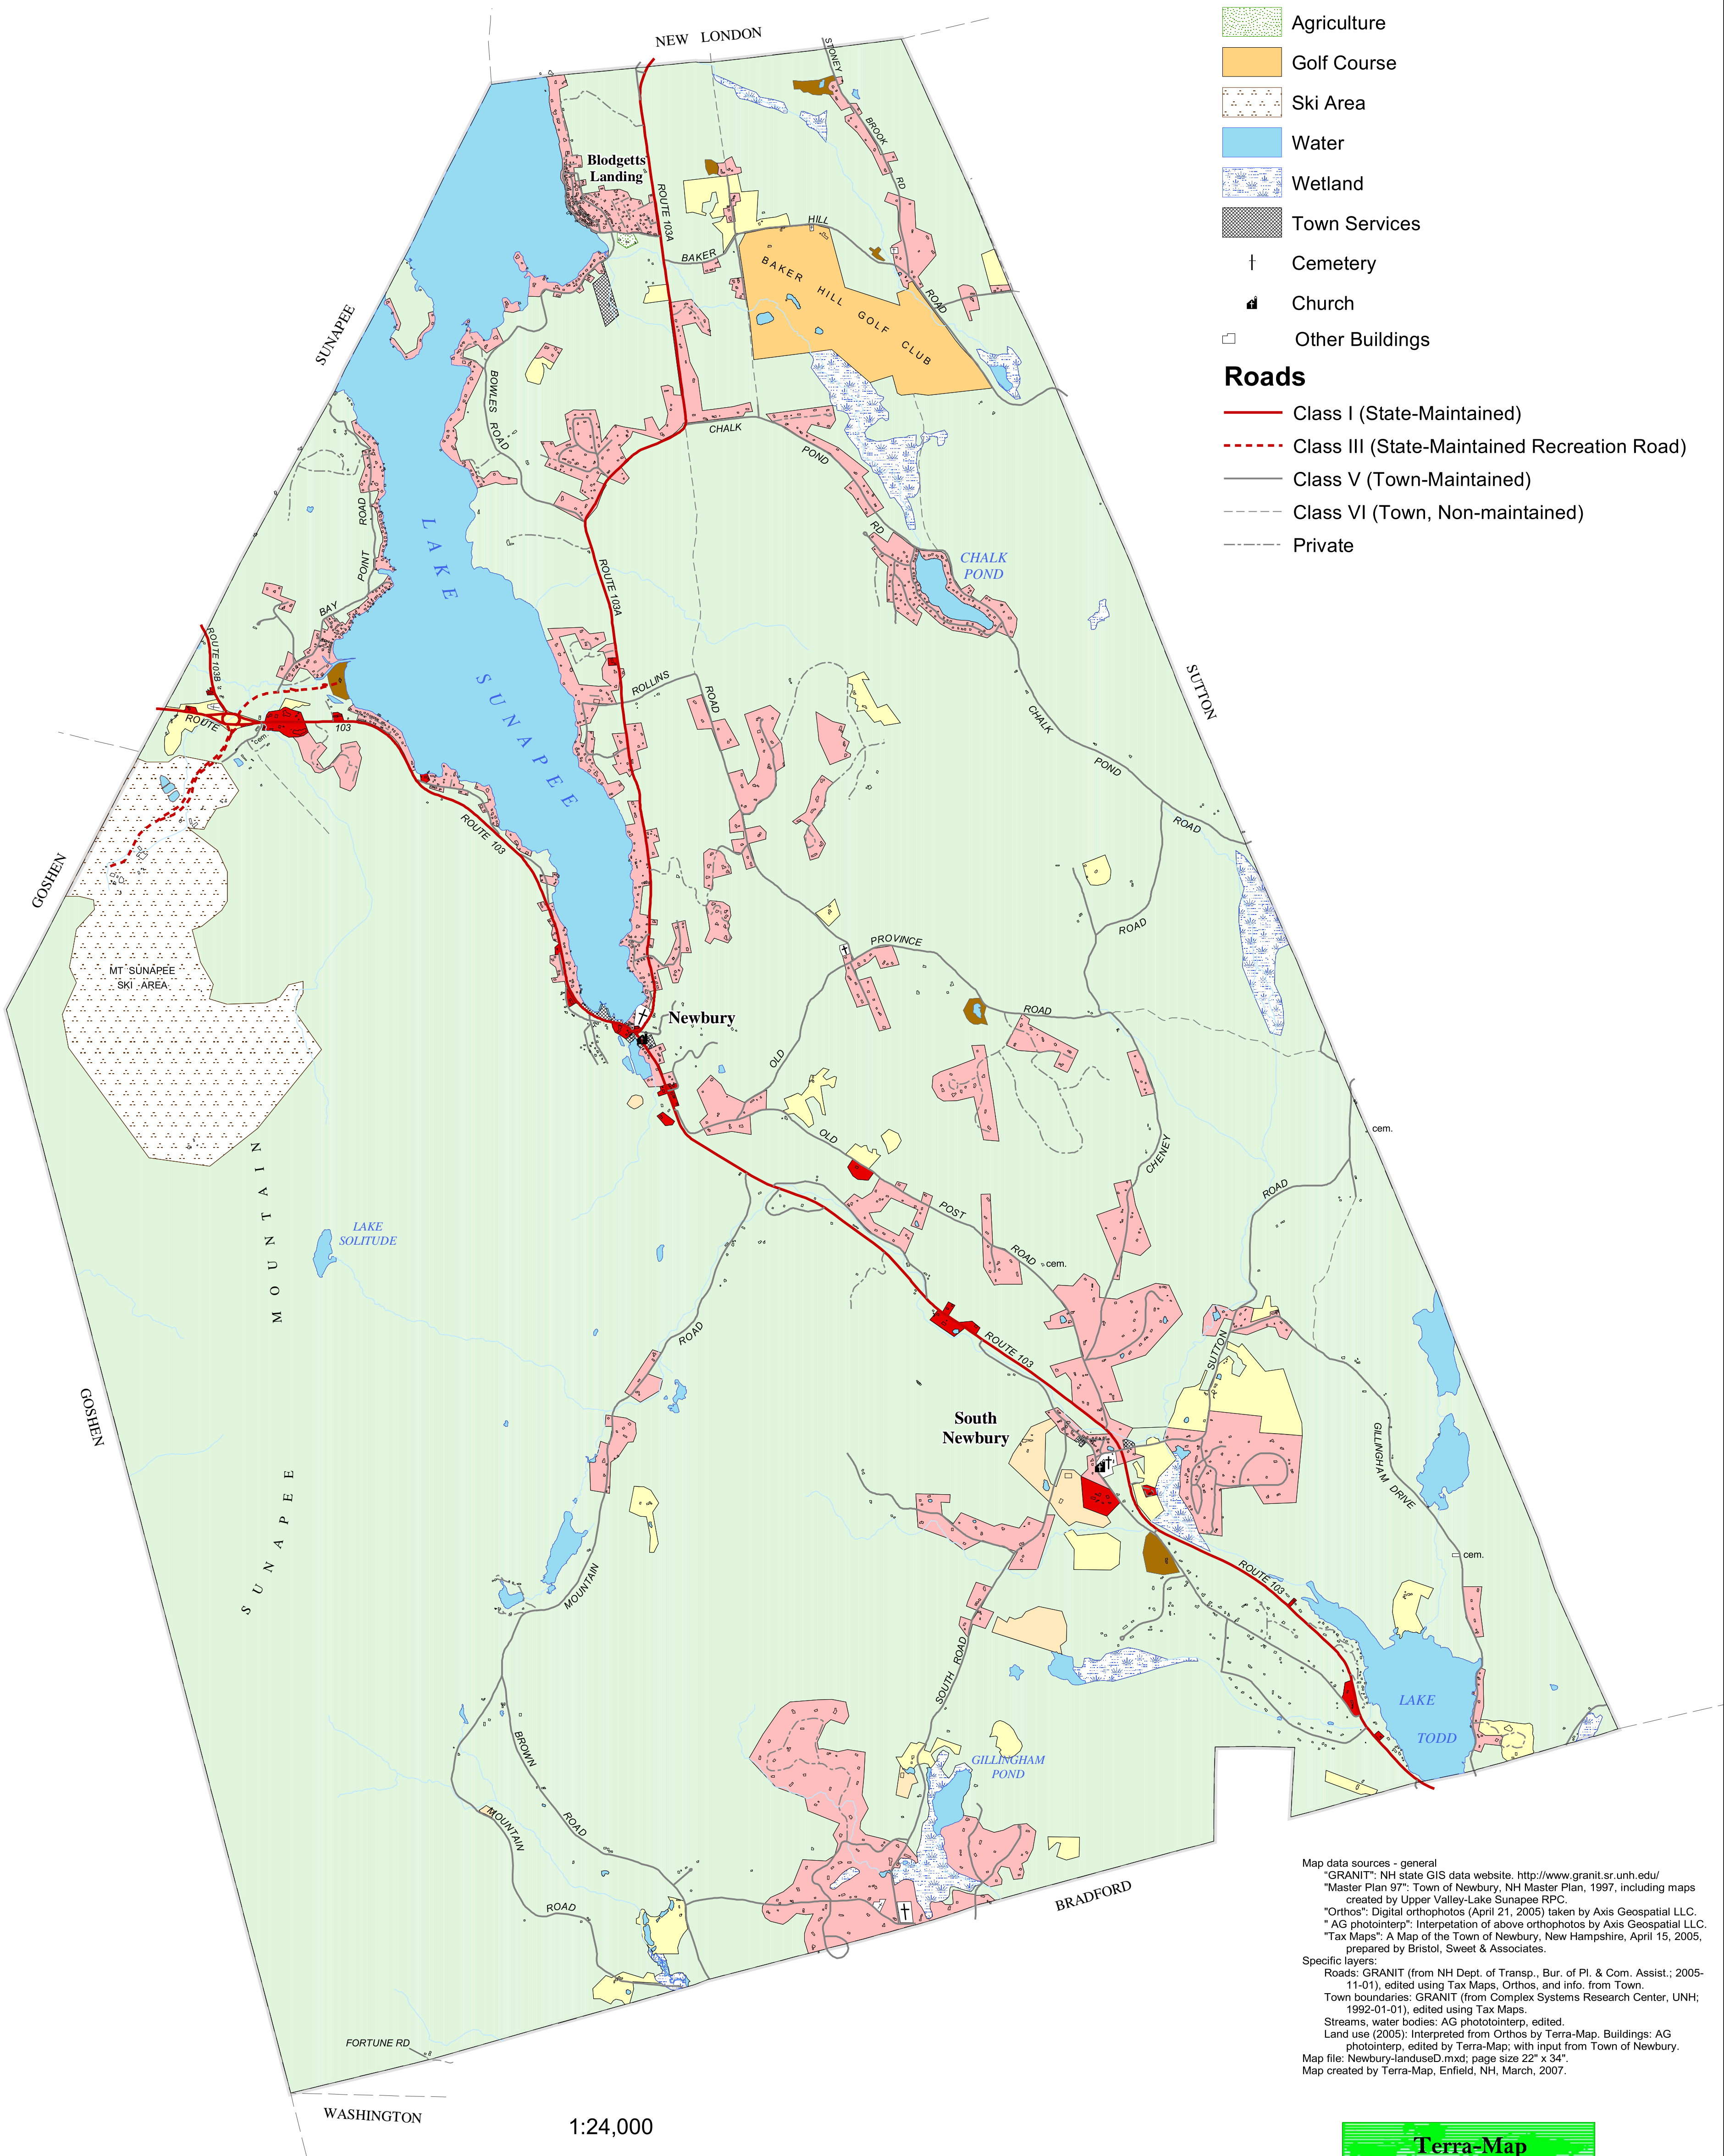 NEW LONDON
STONEY
BROOK
RD
Blodgetts
Landing
ROUTE 103A
BAKER
HILL
ROAD
BAKER HILL GOLF CLUB
SUNAPEE
BOWLES
ROAD
CHALK
POND
RD
CHALK
POND
LAKE
SUNAPEE
ROAD
POINT
BAY
ROUTE 103A
ROUTE 103B
ROLLINS
ROAD
SUTTON
CHALK
POND
ROAD
ROUTE
103
cem.
ROUTE 103
GOSHEN
MT SUNAPEE
SKI AREA
PROVINCE
ROAD
ROAD
Newbury
OLD
OLD
POST
ROAD
cem.
CHENEY
ROAD
cem.
MOUNTAIN
SUNAPEE
LAKE
SOLITUDE
ROAD
ROUTE 103
SUTTON
GOSHEN
South
Newbury
GILLINGHAM DRIVE
cem.
MOUNTAIN
ROUTE 103
SOUTH ROAD
LAKE
TODD
BROWN
ROAD
GILLINGHAM
POND
MOUNTAIN
ROAD
BRADFORD
FORTUNE RD
WASHINGTON
1:24,000
Agriculture
Golf Course
Ski Area
Water
Wetland
Town Services
Cemetery
Church
Other Buildings
Roads
Class I (State-Maintained)
Class III (State-Maintained Recreation Road)
Class V (Town-Maintained)
Class VI (Town, Non-maintained)
Private
Map data sources - general
"GRANIT": NH state GIS data website. http://www.granit.sr.unh.edu/
"Master Plan 97": Town of Newbury, NH Master Plan, 1997, including maps
created by Upper Valley-Lake Sunapee RPC.
"Orthos": Digital orthophotos (April 21, 2005) taken by Axis Geospatial LLC.
" AG photointerp": Interpetation of above orthophotos by Axis Geospatial LLC.
"Tax Maps": A Map of the Town of Newbury, New Hampshire, April 15, 2005,
prepared by Bristol, Sweet & Associates.
Specific layers:
Roads: GRANIT (from NH Dept. of Transp., Bur. of Pl. & Com. Assist.; 2005-
11-01), edited using Tax Maps, Orthos, and info. from Town.
Town boundaries: GRANIT (from Complex Systems Research Center, UNH;
1992-01-01), edited using Tax Maps.
Streams, water bodies: AG phototointerp, edited.
Land use (2005): Interpreted from Orthos by Terra-Map. Buildings: AG
photointerp, edited by Terra-Map; with input from Town of Newbury.
Map file: Newbury-landuseD.mxd; page size 22" x 34".
Map created by Terra-Map, Enfield, NH, March, 2007.
Terra-Map